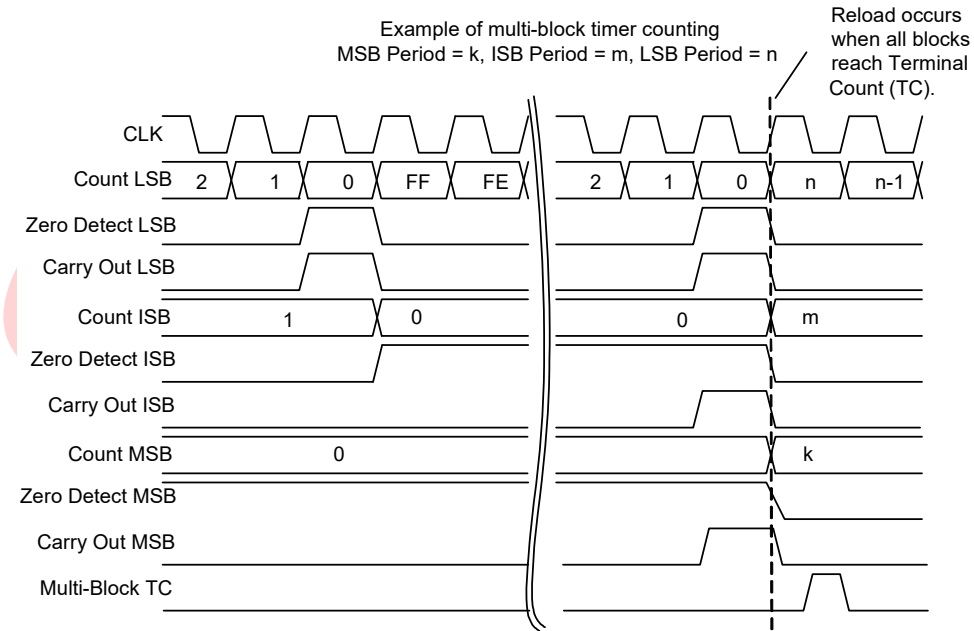 Example of multi-block timer counting
MSB Period = k, ISB Period = m, LSB Period = n
Reload occurs
when all blocks
reach Terminal
Count (TC).
CLK
Count LSB 2 1 0 FF FE 2 1 0 n n-1
Zero Detect LSB
Carry Out LSB
Count ISB 1 0 0 m
Zero Detect ISB
Carry Out ISB
Count MSB 0 k
Zero Detect MSB
Carry Out MSB
Multi-Block TC